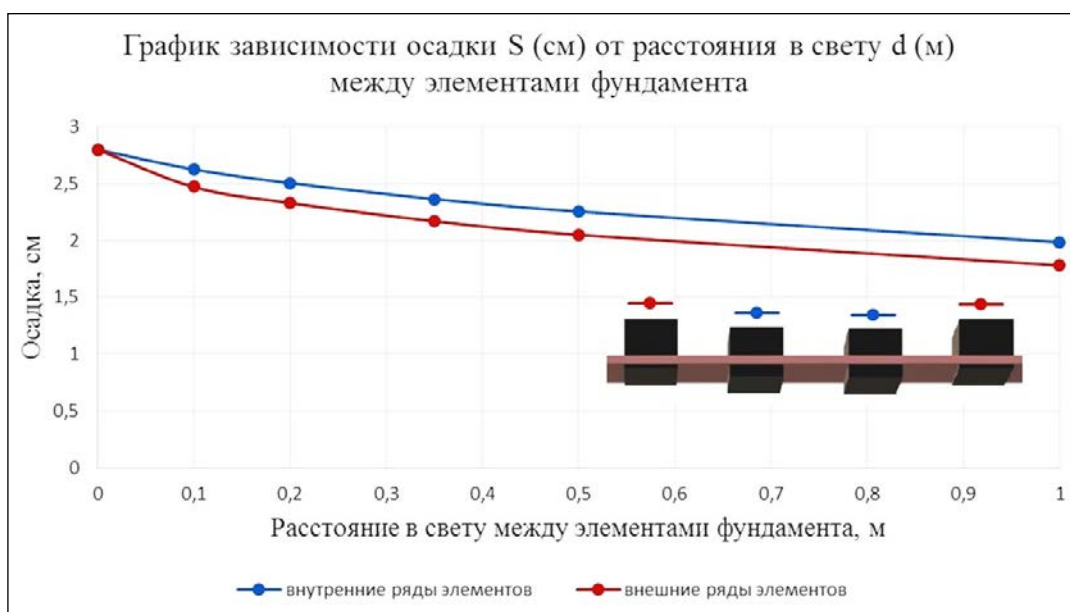 График зависимости осадки S (см) от расстояния в свету d (м)
между элементами фундамента
Осадка, см
3
2,5
2
1,5
1
0,5
0
0 0,1 0,2 0,3 0,4 0,5 0,6 0,7 0,8 0,9 1
Расстояние в свету между элементами фундамента, м
внутренние ряды элементов внешние ряды элементов